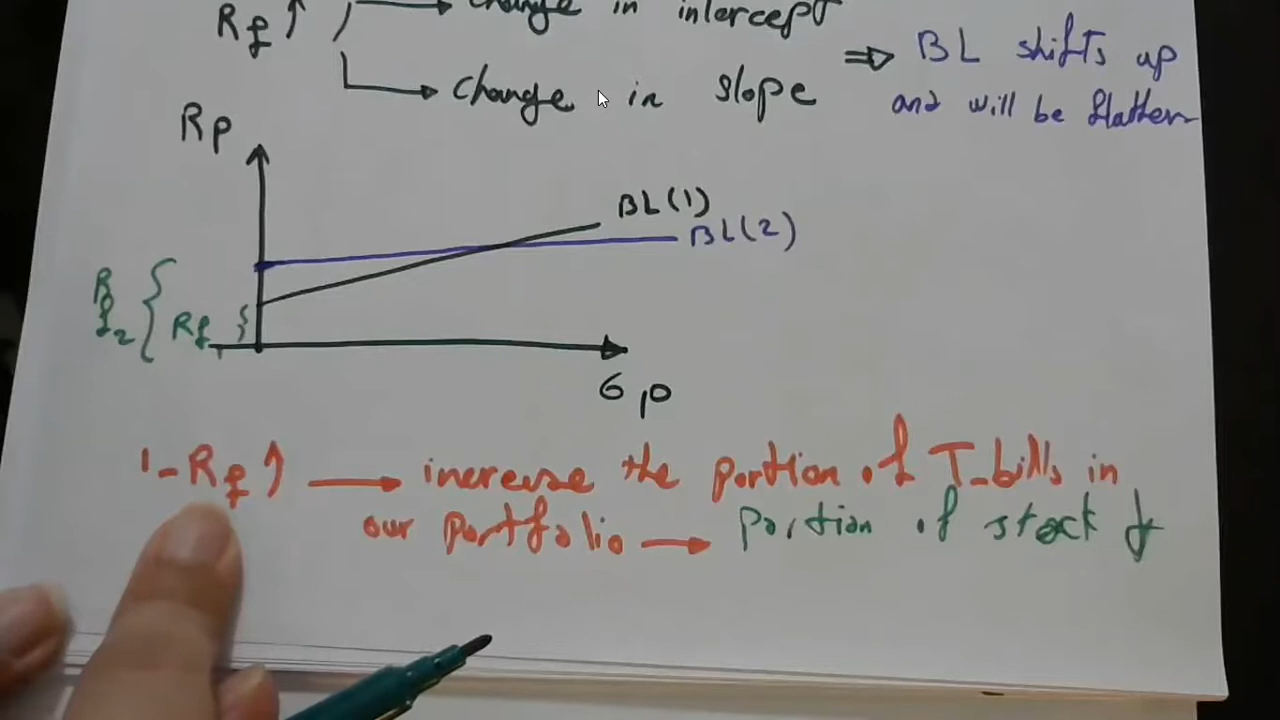 Rf↑ → change in intercept
→ change in slope
⇒ BL shifts up
and will be flatter
Rp
BL(1)
BL(2)
Rf2 { Rf1 }
σp
1-Rf↑ → increase the portion of T-bills in
our portfolio → portion of stock ↓